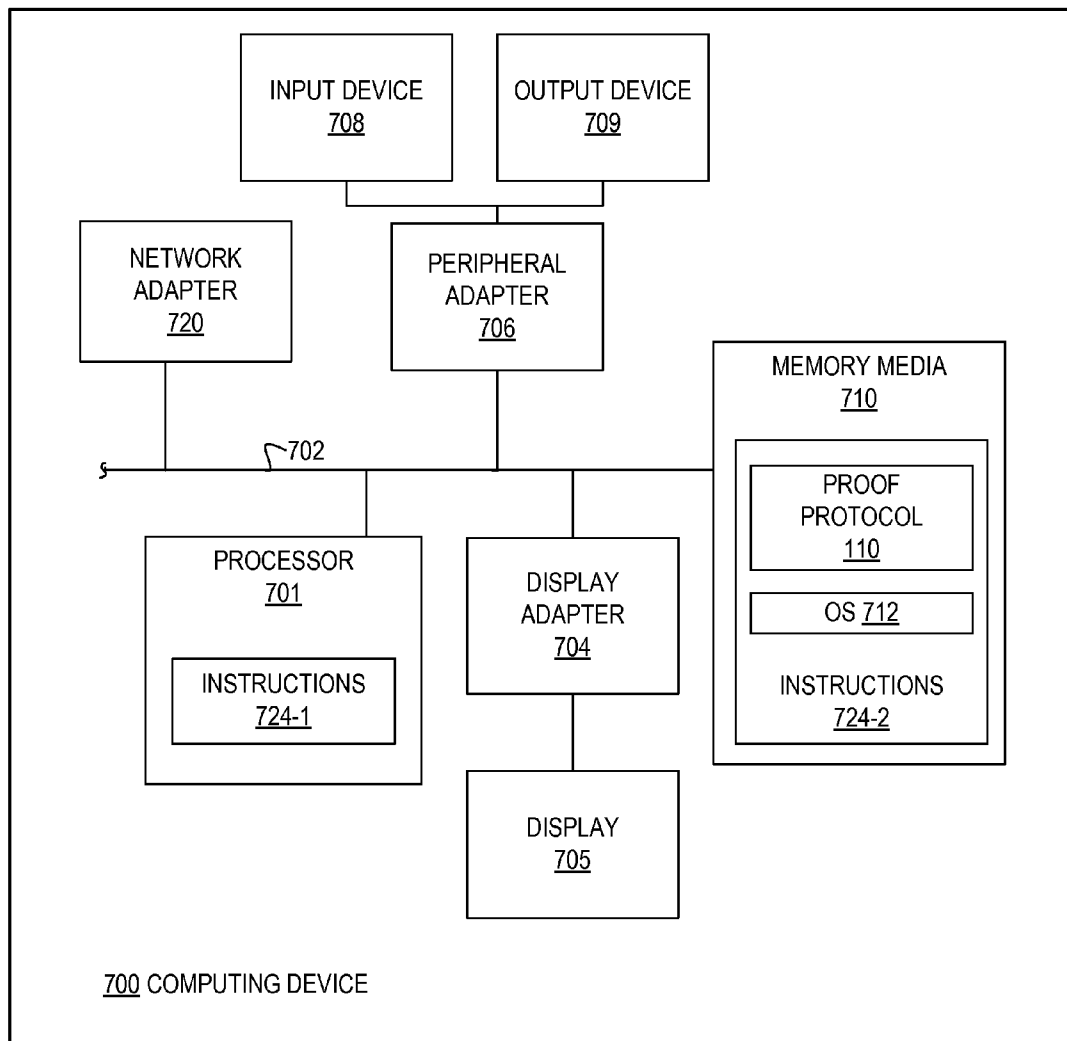 INPUT DEVICE
708
OUTPUT DEVICE
709
NETWORK
ADAPTER
720
PERIPHERAL
ADAPTER
706
MEMORY MEDIA
710
702
PROOF
PROTOCOL
110
OS 712
INSTRUCTIONS
724-2
PROCESSOR
701
INSTRUCTIONS
724-1
DISPLAY
ADAPTER
704
DISPLAY
705
700 COMPUTING DEVICE